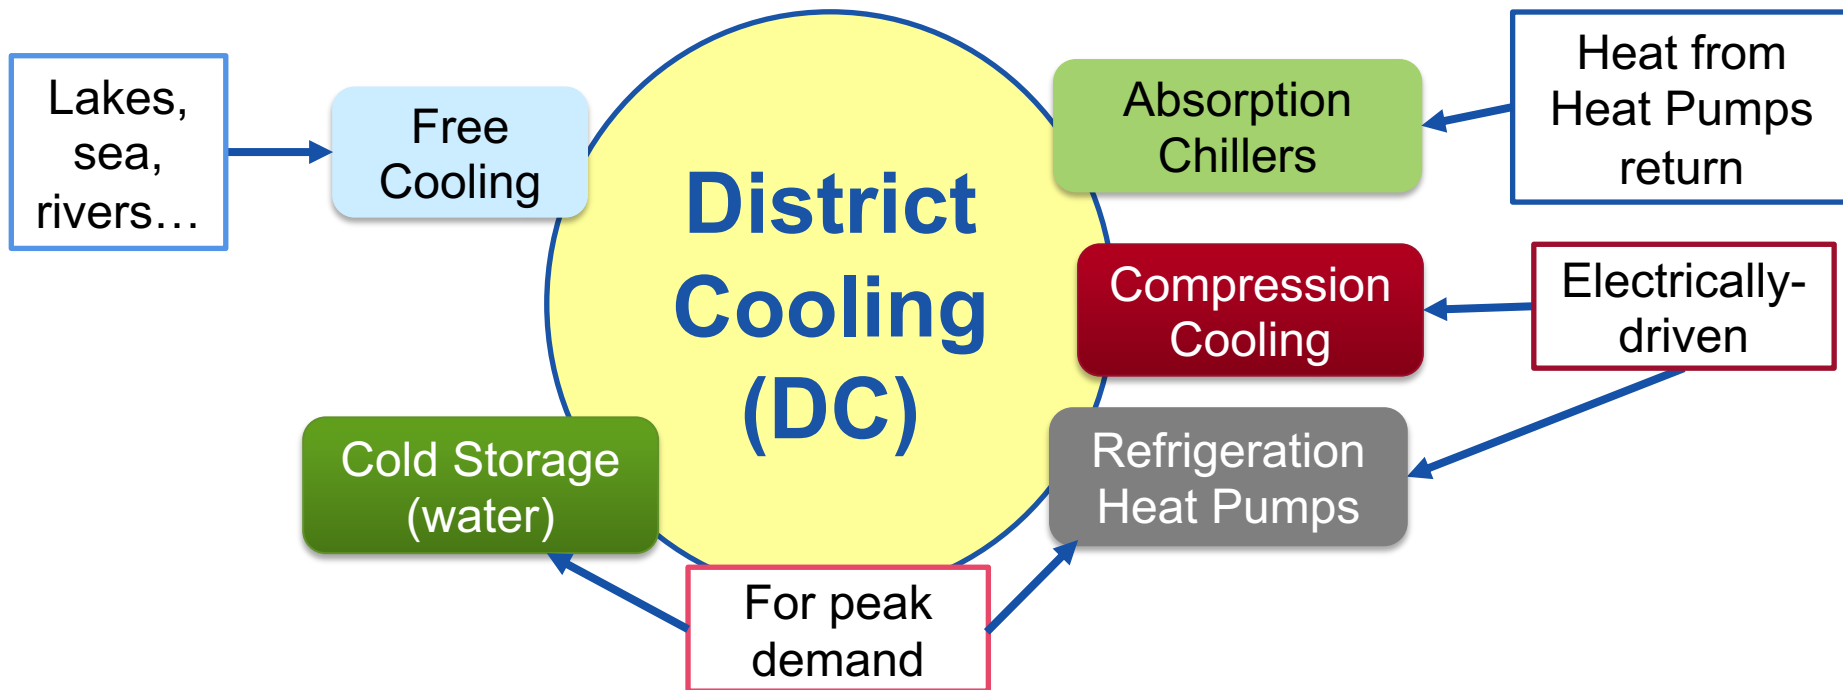 Lakes,
sea,
rivers…
Free
Cooling
District
Cooling
(DC)
Absorption
Chillers
Heat from
Heat Pumps
return
Compression
Cooling
Electrically-
driven
Cold Storage
(water)
Refrigeration
Heat Pumps
For peak
demand